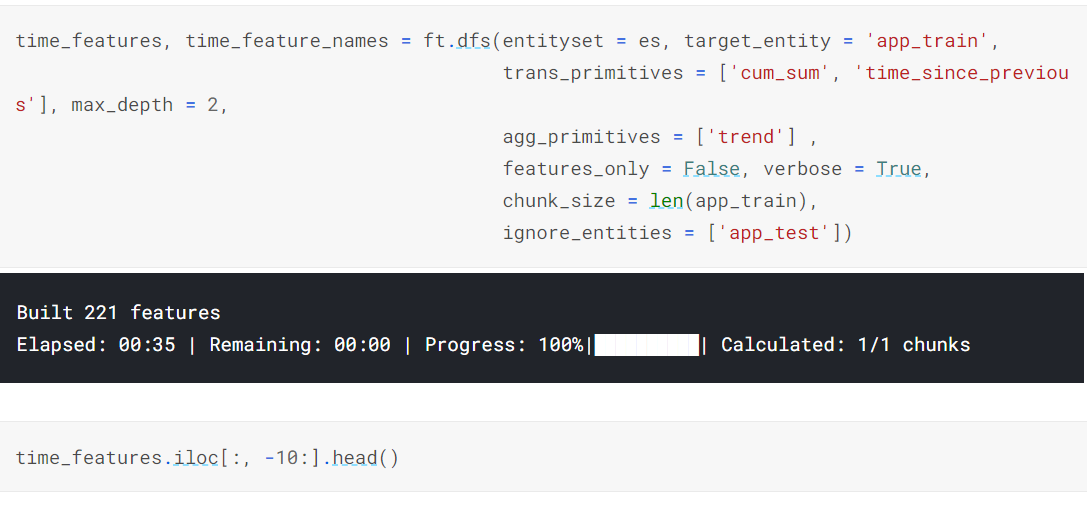 time_features, time_feature_names = ft.dfs(entityset = es, target_entity = 'app_train',
trans_primitives = ['cum_sum', 'time_since_previou
s'], max_depth = 2,
agg_primitives = ['trend'] ,
features_only = False, verbose = True,
chunk_size = len(app_train),
ignore_entities = ['app_test'])
Built 221 features
Elapsed: 00:35 | Remaining: 00:00 | Progress: 100%|██████████| Calculated: 1/1 chunks
time_features.iloc[:, -10:].head()